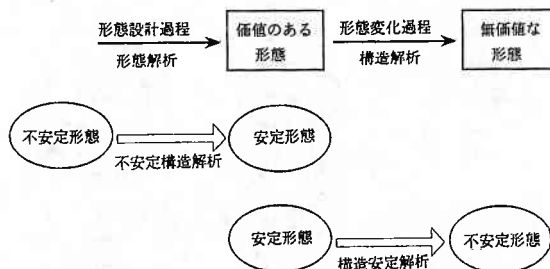 形態設計過程
形態解析
価値のある
形態
形態変化過程
構造解析
無価値な
形態
不安定形態
不安定構造解析
安定形態
安定形態
構造安定解析
不安定形態